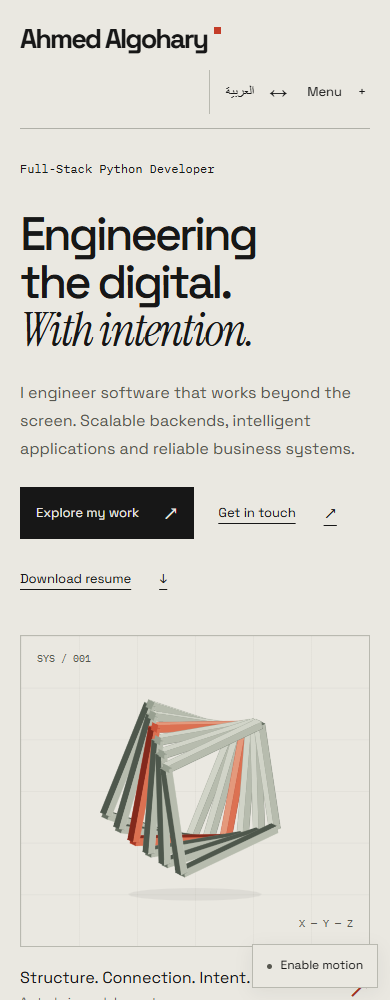 Ahmed Algohary
العربية ↔ Menu +
Full-Stack Python Developer
Engineering
the digital.
With intention.
I engineer software that works beyond the
screen. Scalable backends, intelligent
applications and reliable business systems.
Explore my work ↗ Get in touch ↗
Download resume ↓
SYS / 001
X — Y — Z
Enable motion
Structure. Connection. Intent.